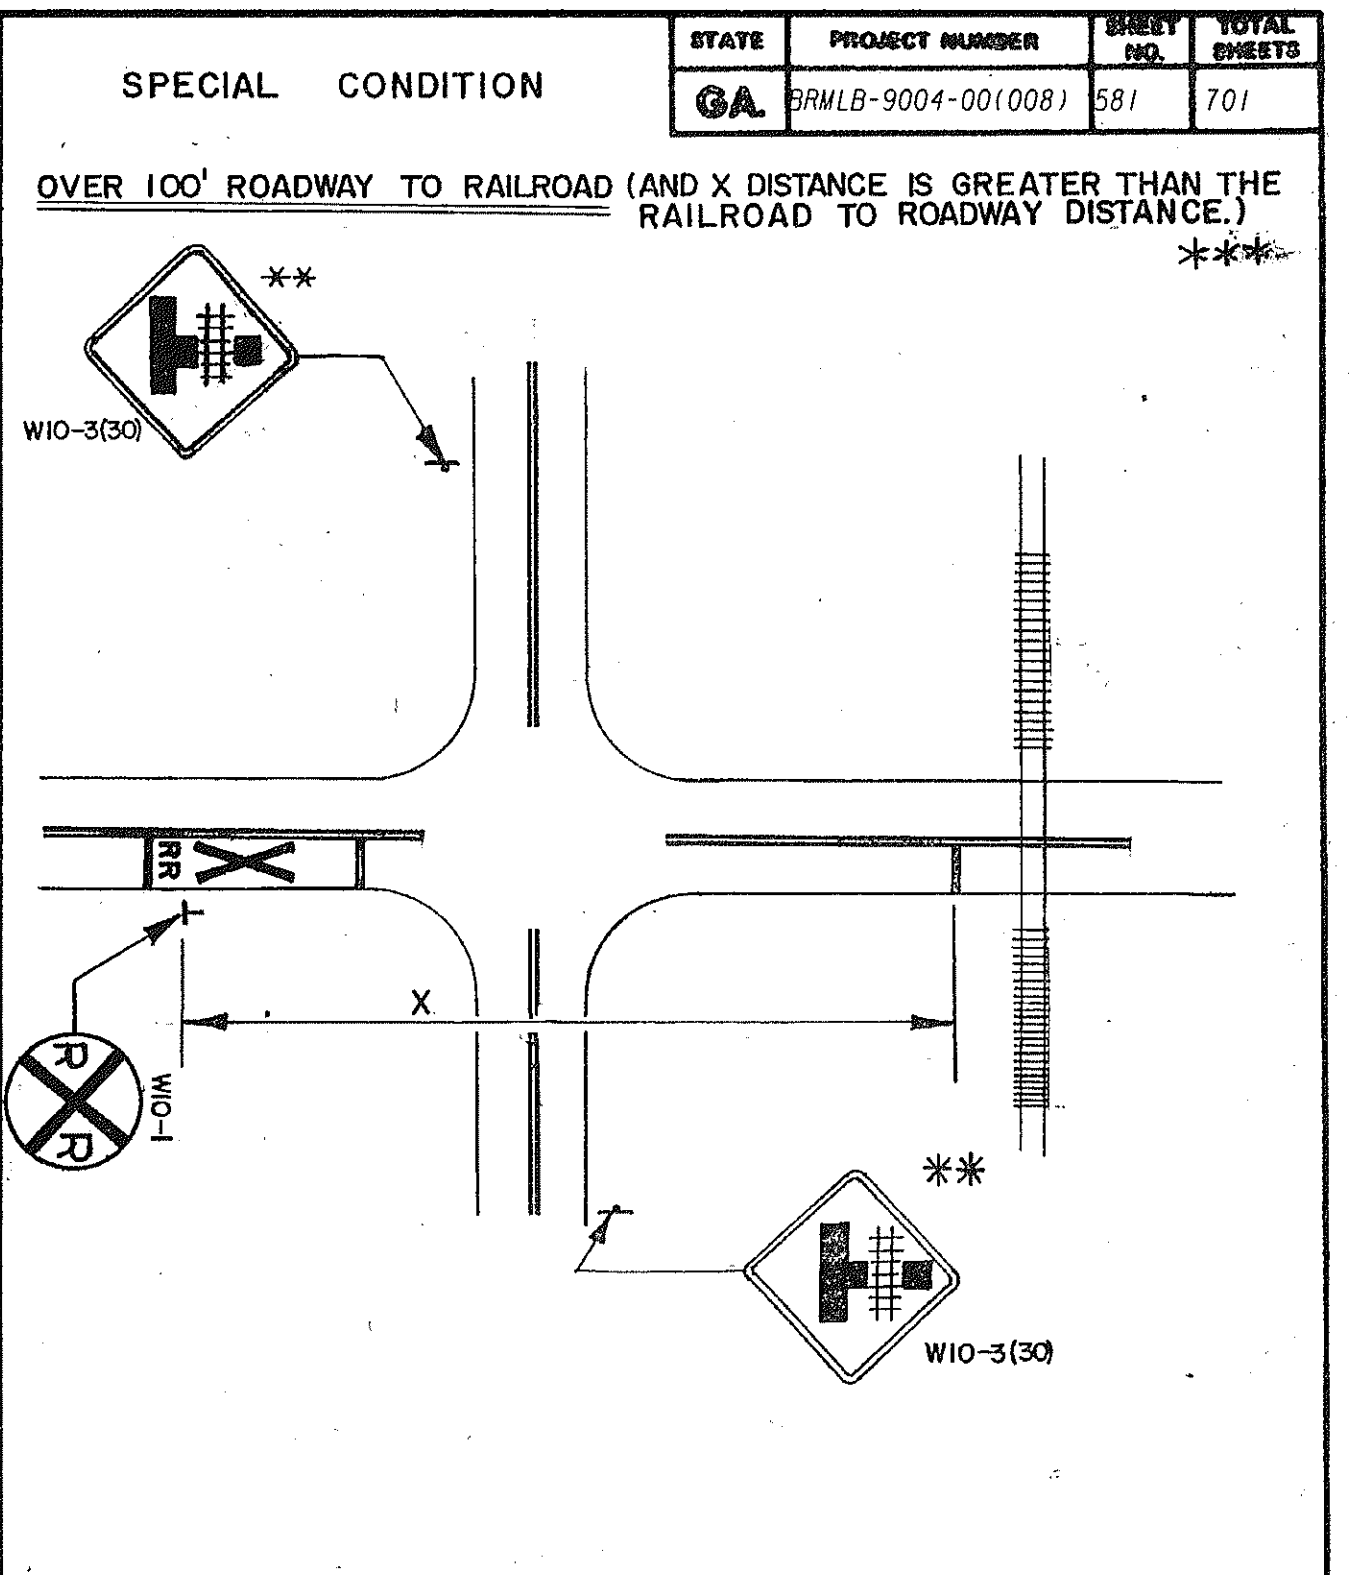 SPECIAL CONDITION
STATE
PROJECT NUMBER
SHEET NO.
TOTAL SHEETS
GA.
BRMLB-9004-00(008)
581
701
OVER 100' ROADWAY TO RAILROAD (AND X DISTANCE IS GREATER THAN THE
RAILROAD TO ROADWAY DISTANCE.)
***
**
W10-3(30)
RR
X
R
R
W10-1
**
W10-3(30)